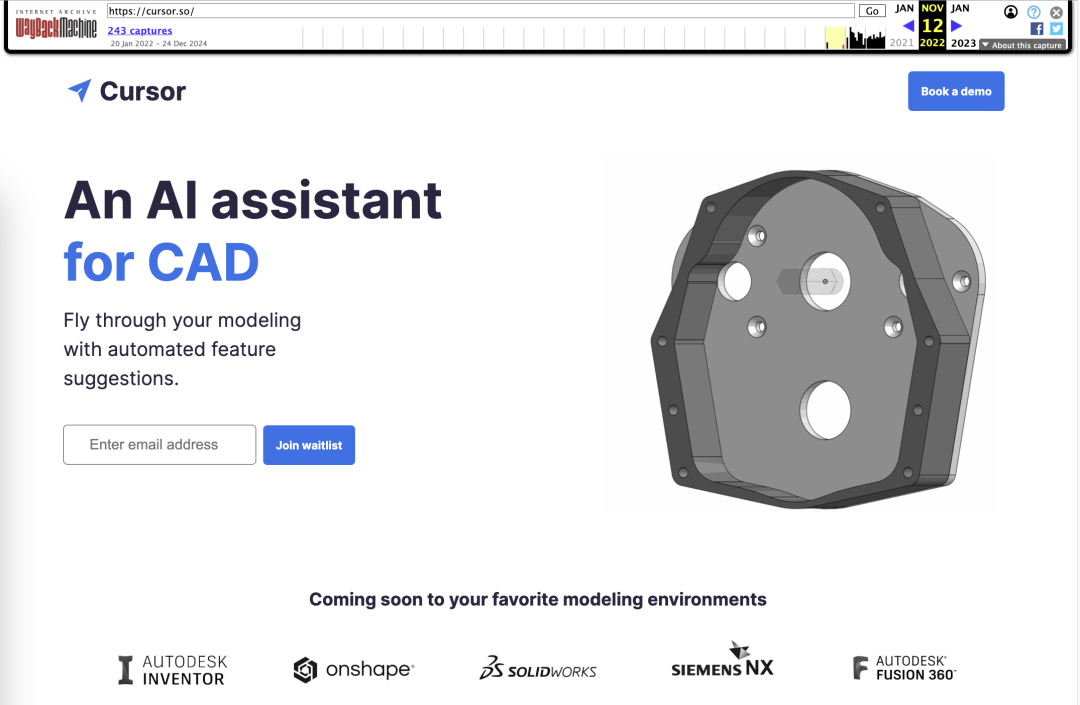 INTERNET ARCHIVE
WayBackMachine
https://cursor.so/
Go
243 captures
20 Jan 2022 – 24 Dec 2024
JAN NOV JAN
12
2021 2022 2023
▼ About this capture
Cursor
Book a demo
An AI assistant
for CAD
Fly through your modeling
with automated feature
suggestions.
Enter email address
Join waitlist
Coming soon to your favorite modeling environments
AUTODESK
INVENTOR
onshape®
SOLIDWORKS
SIEMENS NX
AUTODESK®
FUSION 360™